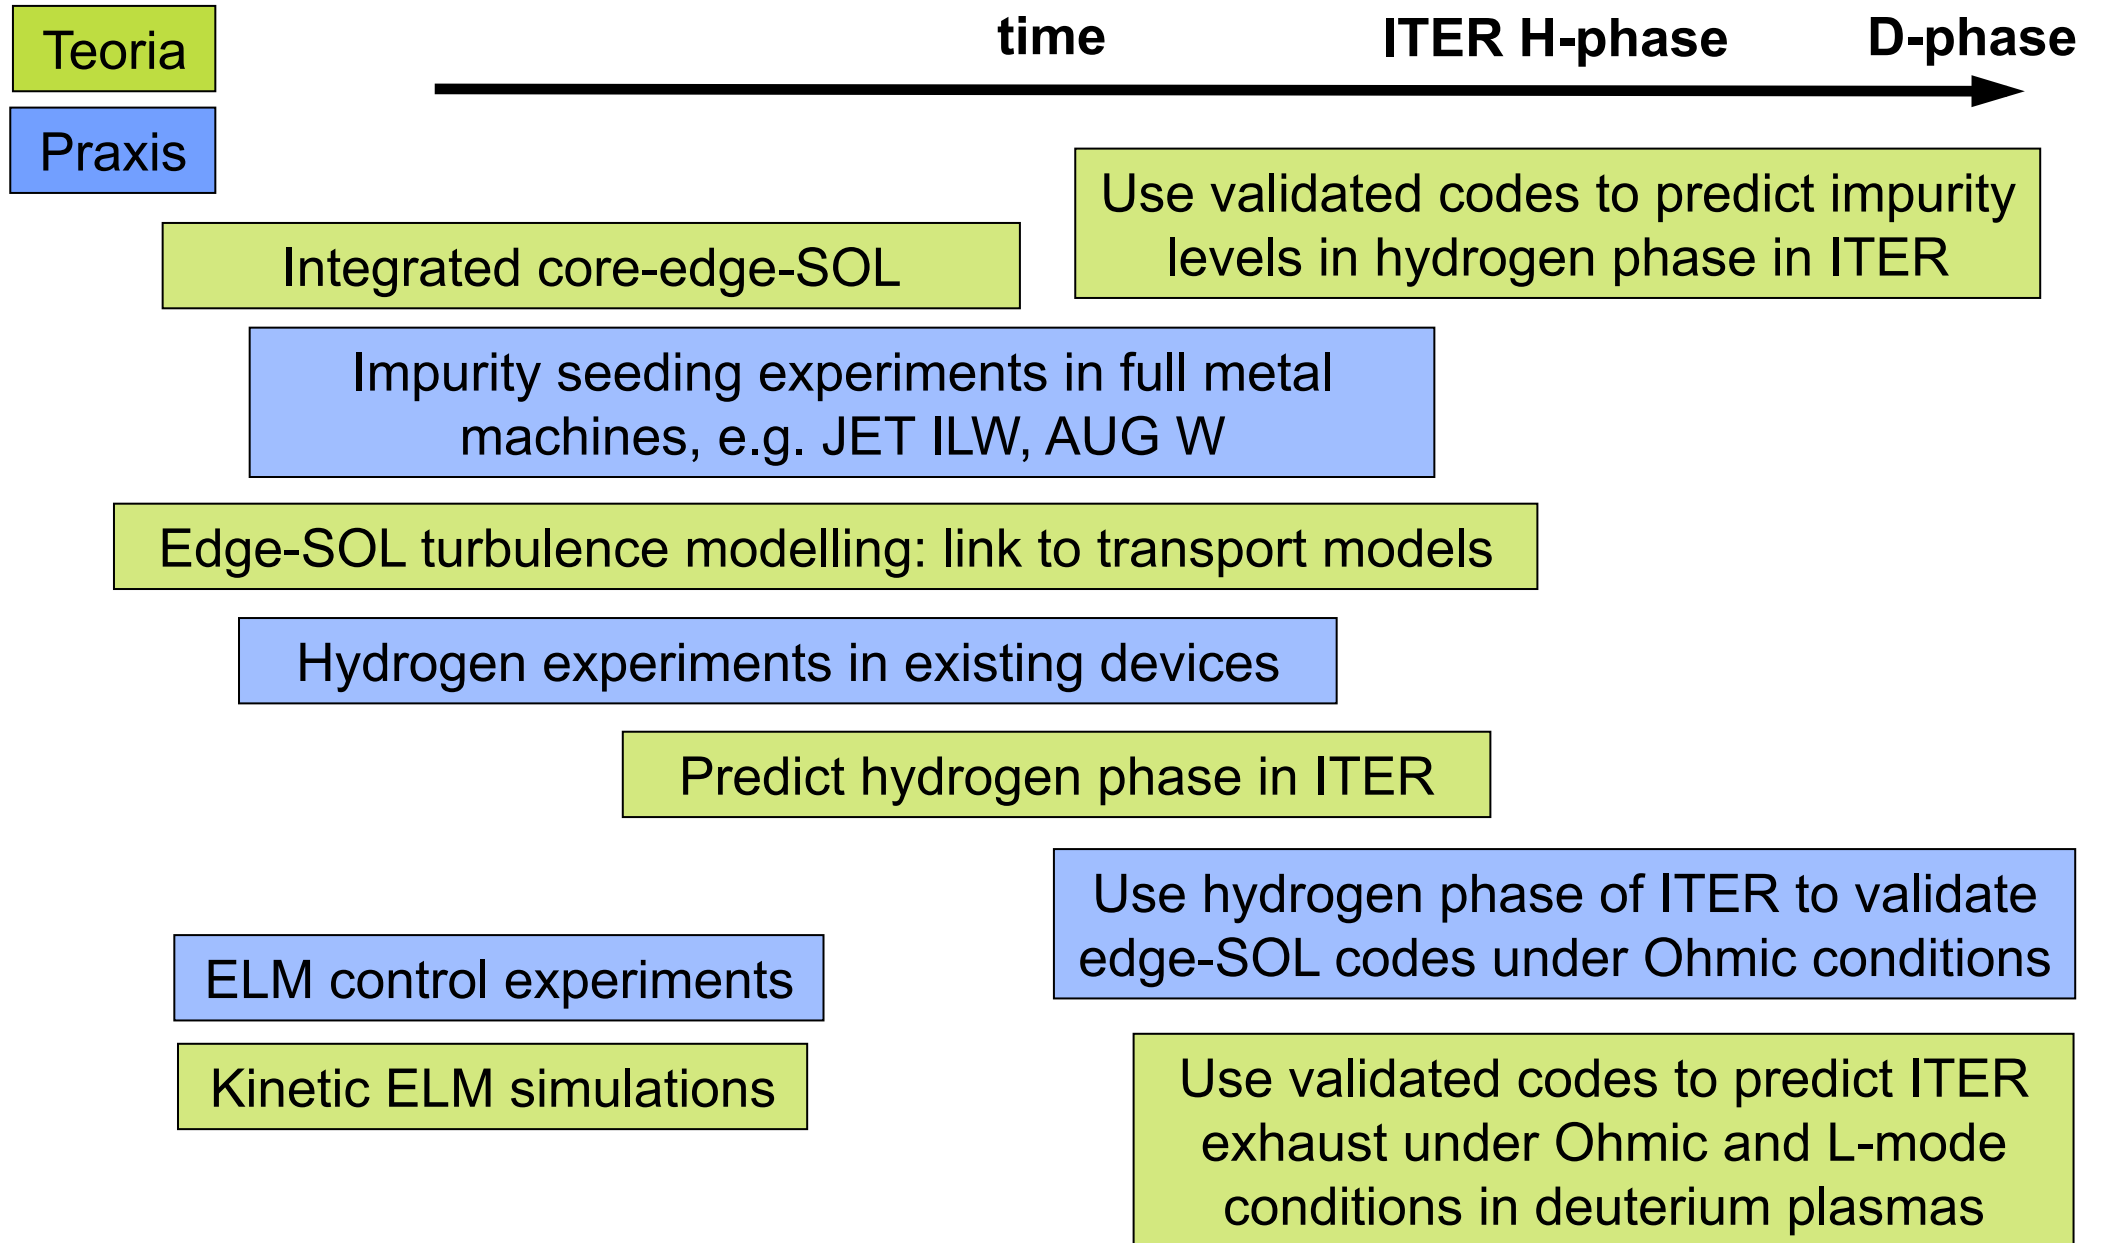 Teoria
time
ITER H-phase
D-phase
Praxis
Use validated codes to predict impurity
levels in hydrogen phase in ITER
Integrated core-edge-SOL
Impurity seeding experiments in full metal
machines, e.g. JET ILW, AUG W
Edge-SOL turbulence modelling: link to transport models
Hydrogen experiments in existing devices
Predict hydrogen phase in ITER
Use hydrogen phase of ITER to validate
edge-SOL codes under Ohmic conditions
ELM control experiments
Kinetic ELM simulations
Use validated codes to predict ITER
exhaust under Ohmic and L-mode
conditions in deuterium plasmas